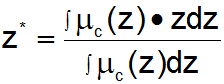 z* = ∫ μc(z) • zdz / ∫ μc(z)dz